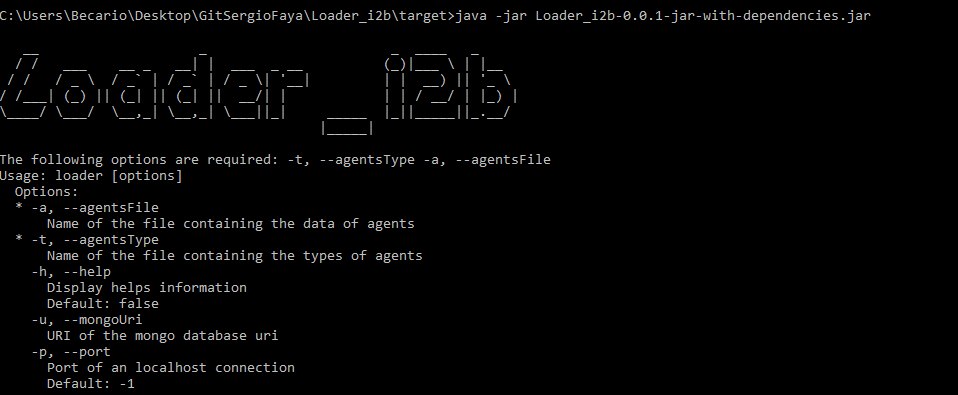 C:\Users\Becario\Desktop\GitSergioFaya\Loader_i2b\target>java -jar Loader_i2b-0.0.1-jar-with-dependencies.jar
Loader_i2b
The following options are required: -t, --agentsType -a, --agentsFile
Usage: loader [options]
Options:
* -a, --agentsFile
Name of the file containing the data of agents
* -t, --agentsType
Name of the file containing the types of agents
-h, --help
Display helps information
Default: false
-u, --mongoUri
URI of the mongo database uri
-p, --port
Port of an localhost connection
Default: -1